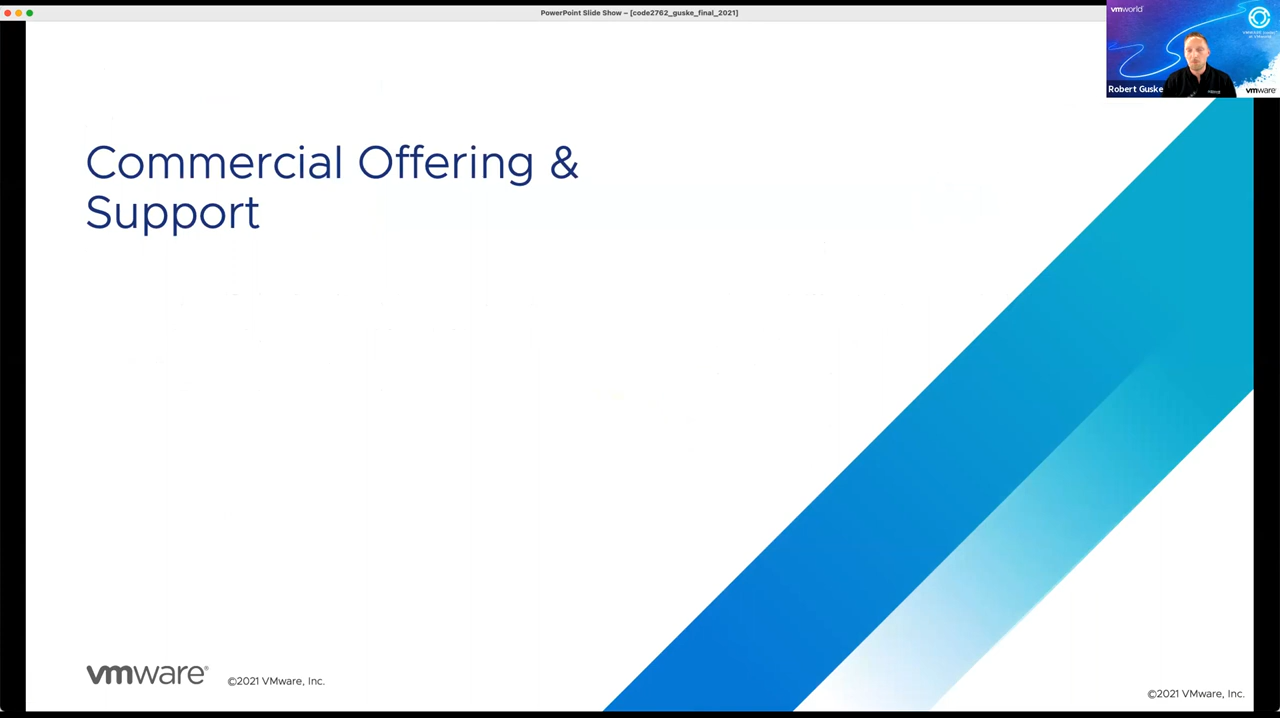 PowerPoint Slide Show – [code2762_guske_final_2021]
vmworld
Robert Guske
vmware
Commercial Offering &
Support
vmware®
©2021 VMware, Inc.
©2021 VMware, Inc.